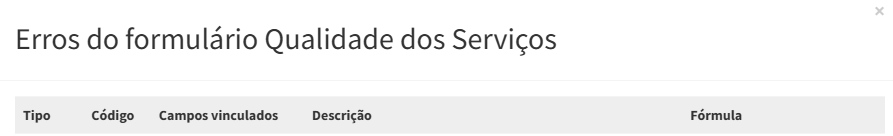 ×
Erros do formulário Qualidade dos Serviços
Tipo Código Campos vinculados Descrição Fórmula